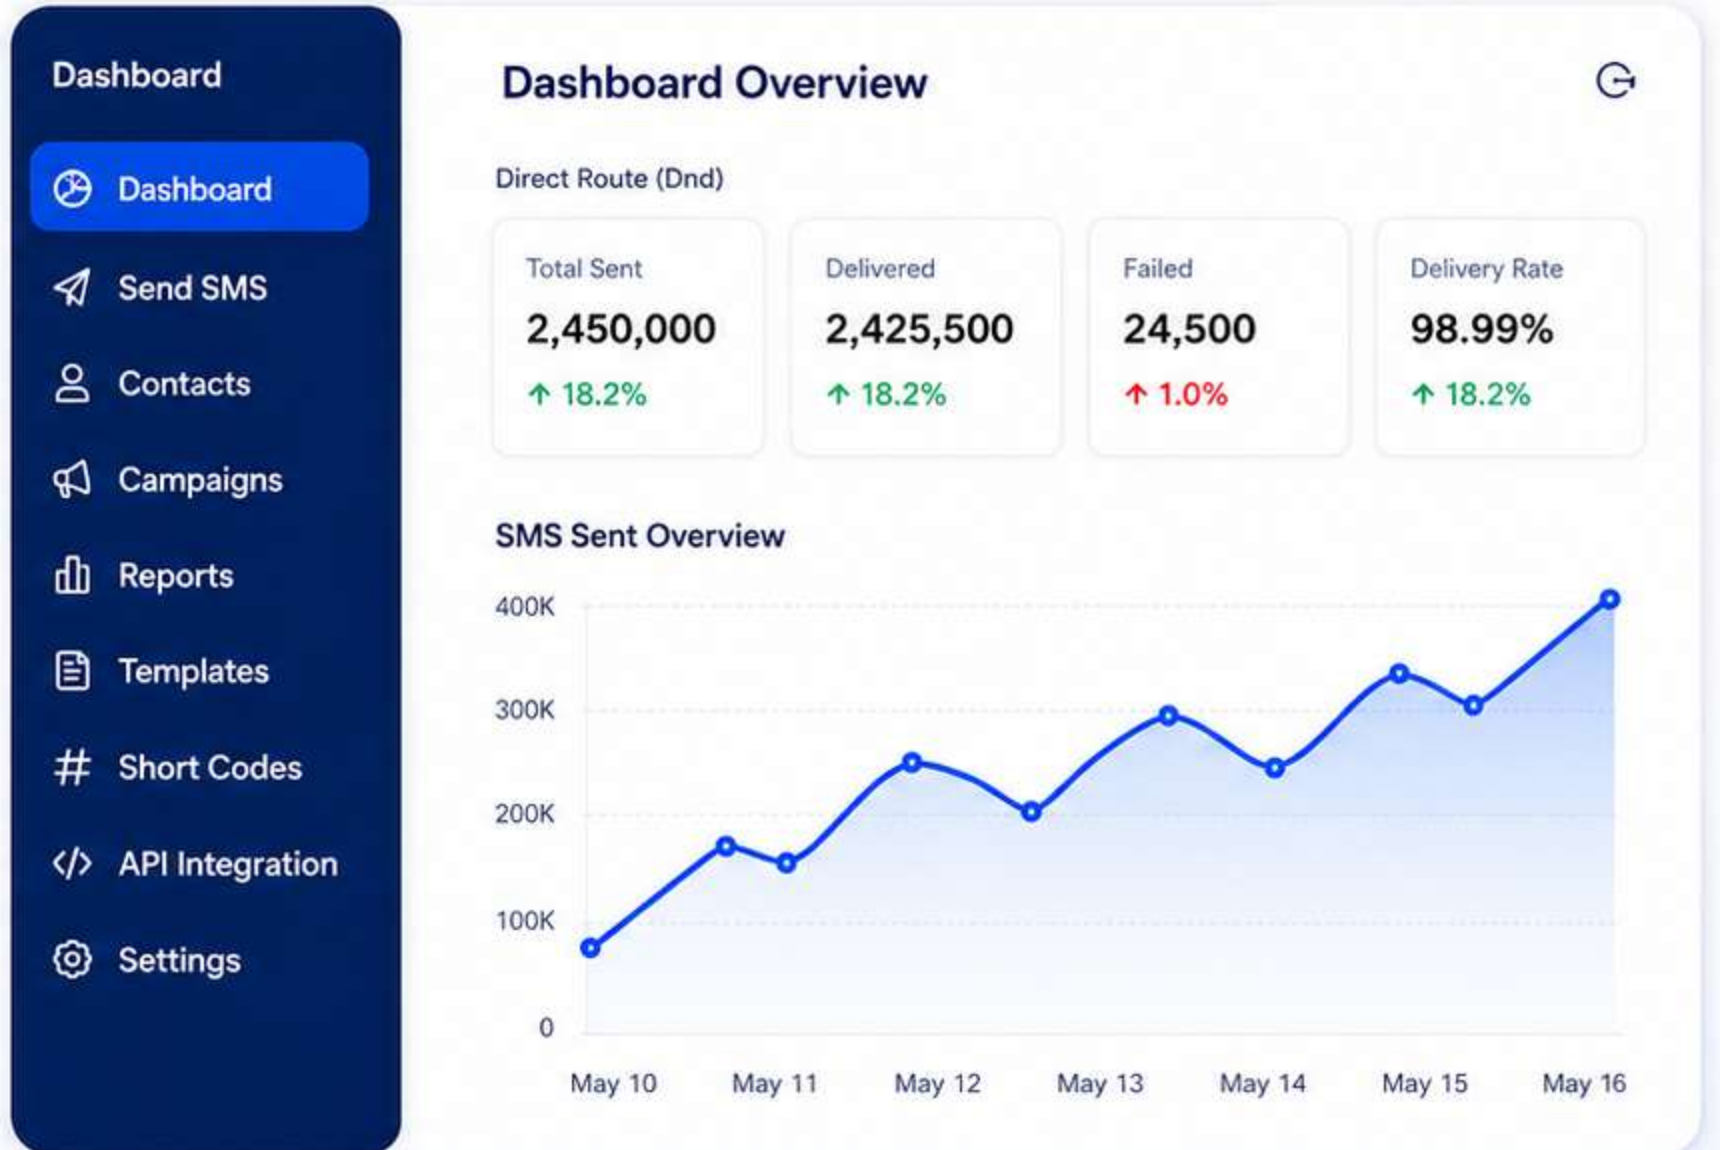 Dashboard
Dashboard
Send SMS
Contacts
Campaigns
Reports
Templates
Short Codes
API Integration
Settings
Dashboard Overview
Direct Route (Dnd)
Total Sent
2,450,000
↑ 18.2%
Delivered
2,425,500
↑ 18.2%
Failed
24,500
↑ 1.0%
Delivery Rate
98.99%
↑ 18.2%
SMS Sent Overview
400K
300K
200K
100K
0
May 10 May 11 May 12 May 13 May 14 May 15 May 16